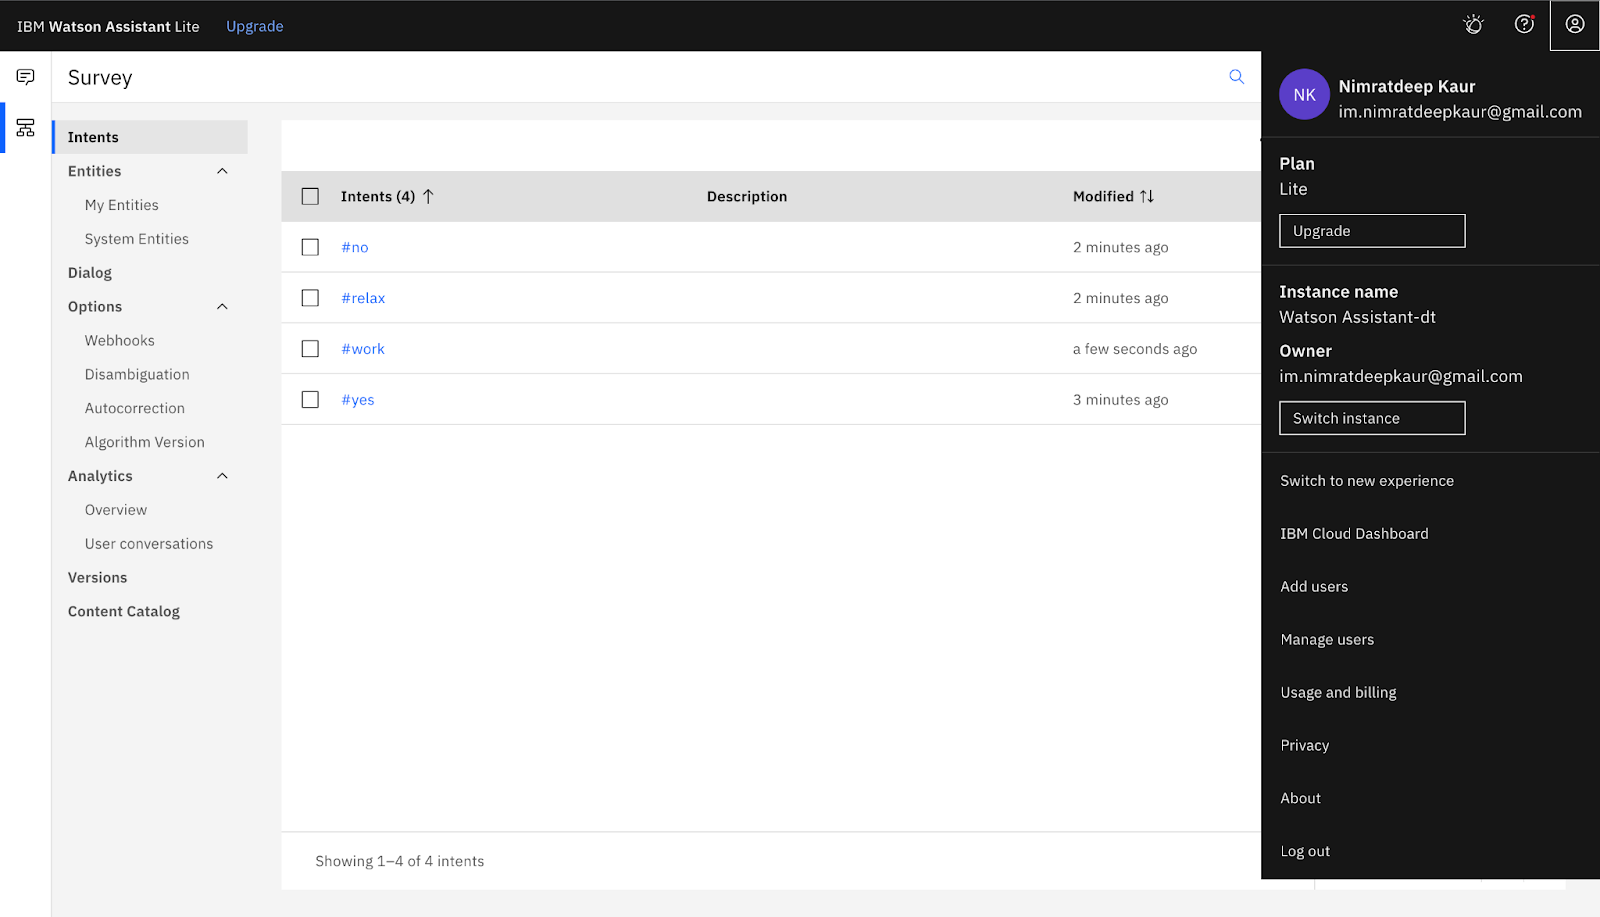 IBM Watson Assistant Lite
Upgrade
Survey
Intents
Entities
My Entities
System Entities
Dialog
Options
Webhooks
Disambiguation
Autocorrection
Algorithm Version
Analytics
Overview
User conversations
Versions
Content Catalog
Intents (4) Description Modified
#no 2 minutes ago
#relax 2 minutes ago
#work a few seconds ago
#yes 3 minutes ago
Showing 1–4 of 4 intents
NK
Nimratdeep Kaur
im.nimratdeepkaur@gmail.com
Plan
Lite
Upgrade
Instance name
Watson Assistant-dt
Owner
im.nimratdeepkaur@gmail.com
Switch instance
Switch to new experience
IBM Cloud Dashboard
Add users
Manage users
Usage and billing
Privacy
About
Log out